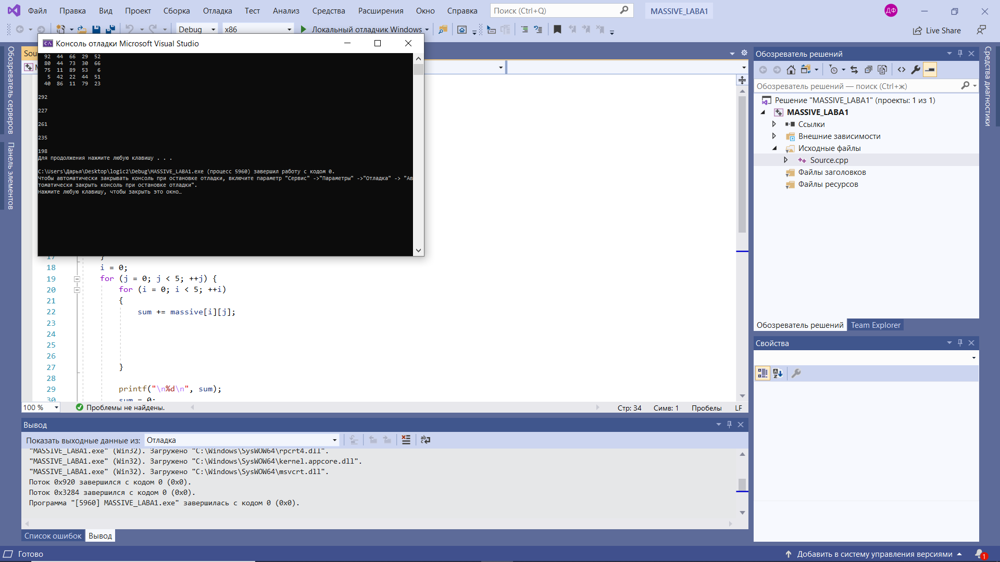 Файл Правка Вид Проект Сборка Отладка Тест Анализ Средства Расширения Окно Справка Поиск (Ctrl+Q) MASSIVE_LABA1 ДФ
Debug x86 Локальный отладчик Windows Live Share
Консоль отладки Microsoft Visual Studio
92 44 66 29 52
80 44 73 30 66
75 11 89 53 6
5 42 22 44 51
40 86 11 79 23
292
227
261
235
198
Для продолжения нажмите любую клавишу . . .
C:\Users\Дарья\Desktop\logic2\Debug\MASSIVE_LABA1.exe (процесс 5960) завершил работу с кодом 0.
Чтобы автоматически закрывать консоль при остановке отладки, включите параметр "Сервис" ->"Параметры" ->"Отладка" -> "Ав
томатически закрыть консоль при остановке отладки".
Нажмите любую клавишу, чтобы закрыть это окно…
Sou
17 }
18 i = 0;
19 for (j = 0; j < 5; ++j) {
20 for (i = 0; i < 5; ++i)
21 {
22 sum += massive[i][j];
23
24
25
26
27 }
28
29 printf("\n%d\n", sum);
30 sum = 0;
100 % Проблемы не найдены. Стр: 34 Симв: 1 Пробелы LF
Вывод
Показать выходные данные из: Отладка
"MASSIVE_LABA1.exe" (Win32). Загружено "C:\Windows\SysWOW64\rpcrt4.dll".
"MASSIVE_LABA1.exe" (Win32). Загружено "C:\Windows\SysWOW64\kernel.appcore.dll".
"MASSIVE_LABA1.exe" (Win32). Загружено "C:\Windows\SysWOW64\msvcrt.dll".
Поток 0x920 завершился с кодом 0 (0x0).
Поток 0x3284 завершился с кодом 0 (0x0).
Программа "[5960] MASSIVE_LABA1.exe" завершилась с кодом 0 (0x0).
Список ошибок Вывод
Обозреватель серверов
Панель элементов
Обозреватель решений
Обозреватель решений — поиск (Ctrl+ж)
Решение "MASSIVE_LABA1" (проекты: 1 из 1)
MASSIVE_LABA1
Ссылки
Внешние зависимости
Исходные файлы
Source.cpp
Файлы заголовков
Файлы ресурсов
Обозреватель решений Team Explorer
Свойства
Средства диагностики
Готово Добавить в систему управления версиями 1